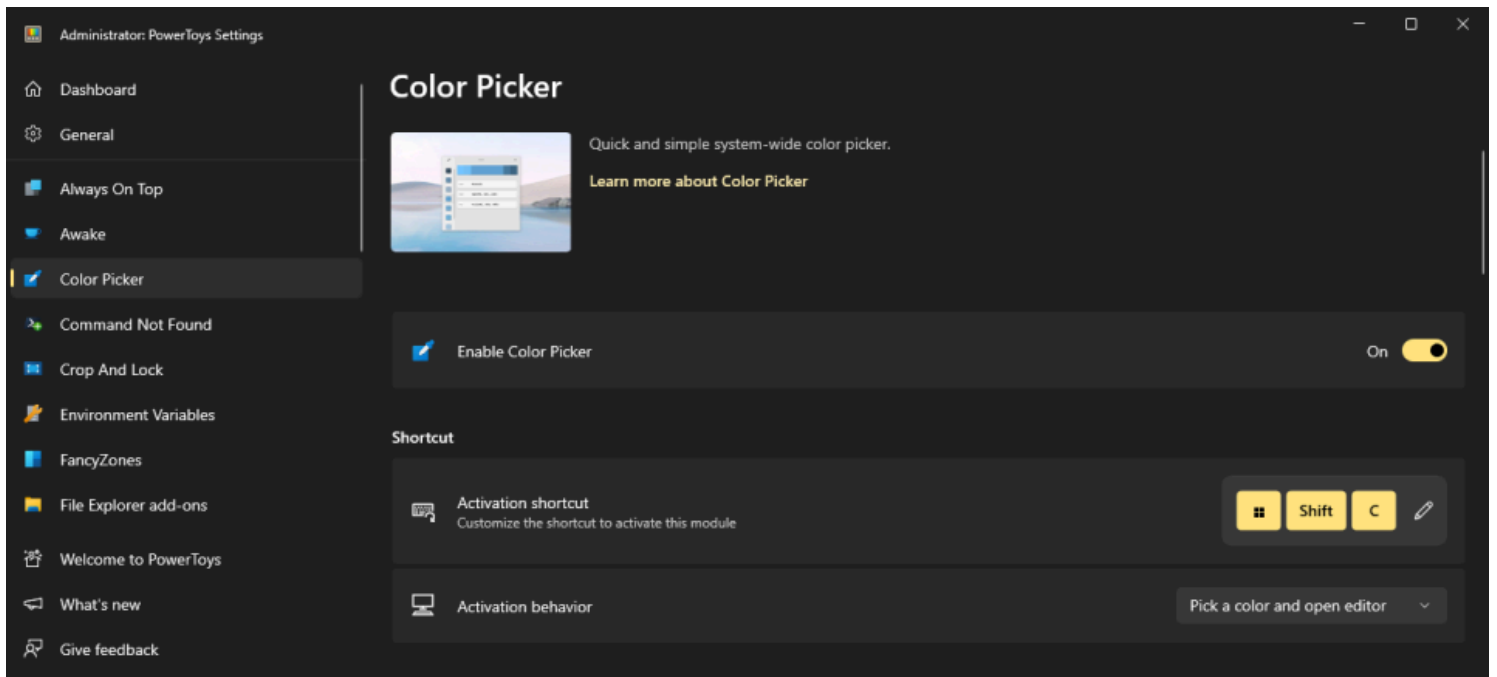 Administrator: PowerToys Settings
Dashboard
General
Always On Top
Awake
Color Picker
Command Not Found
Crop And Lock
Environment Variables
FancyZones
File Explorer add-ons
Welcome to PowerToys
What's new
Give feedback
Color Picker
Quick and simple system-wide color picker.
Learn more about Color Picker
Enable Color Picker
On
Shortcut
Activation shortcut
Customize the shortcut to activate this module
Shift C
Activation behavior
Pick a color and open editor